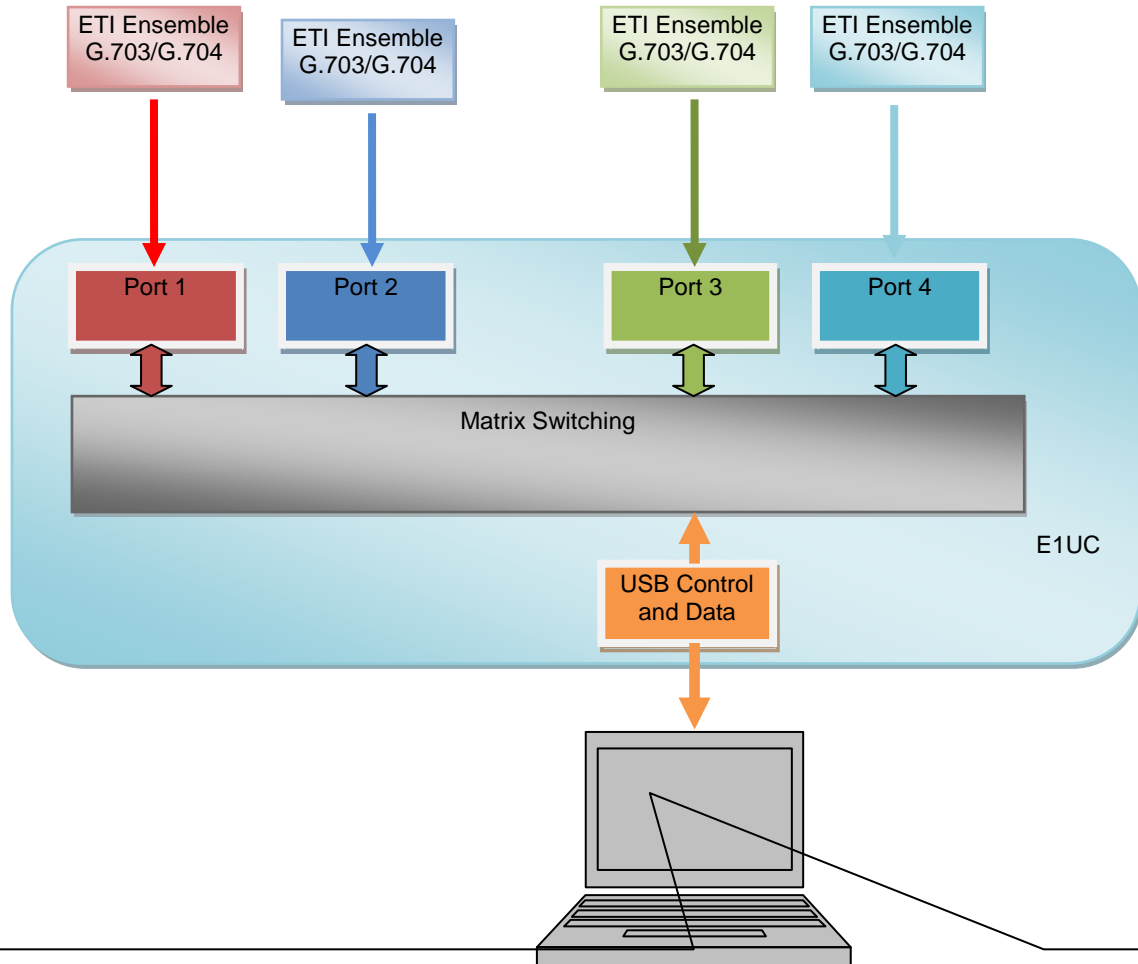 ETI Ensemble
G.703/G.704
ETI Ensemble
G.703/G.704
ETI Ensemble
G.703/G.704
ETI Ensemble
G.703/G.704
Port 1
Port 2
Port 3
Port 4
Matrix Switching
E1UC
USB Control
and Data